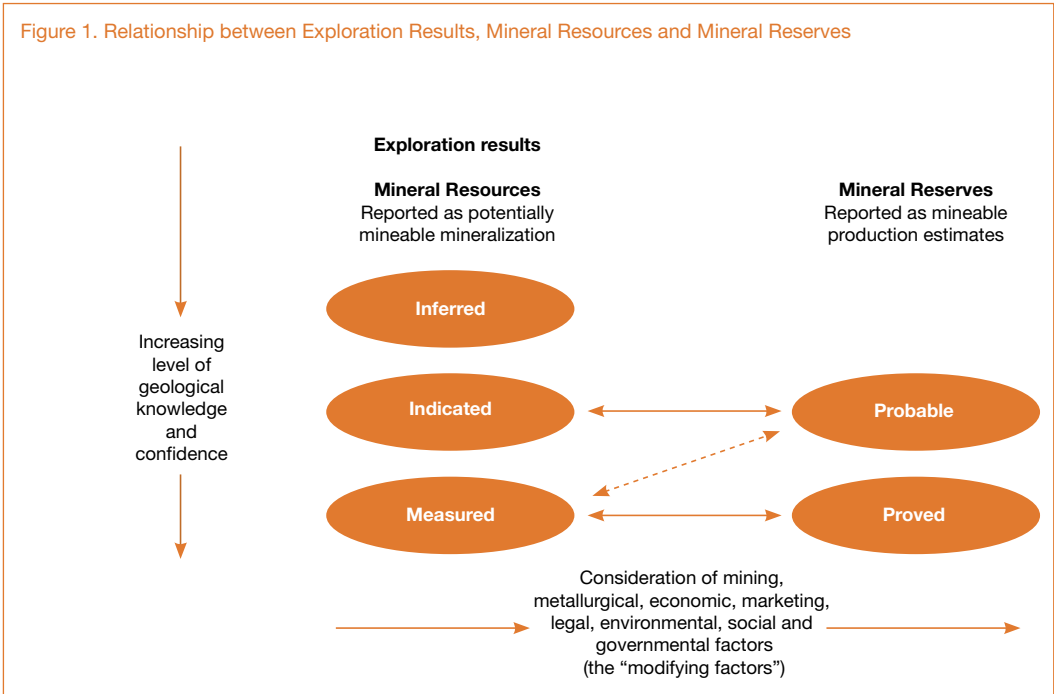 Figure 1. Relationship between Exploration Results, Mineral Resources and Mineral Reserves
Exploration results
Mineral Resources
Reported as potentially
mineable mineralization
Mineral Reserves
Reported as mineable
production estimates
Inferred
Increasing
level of
geological
knowledge
and
confidence
Indicated
Probable
Measured
Proved
Consideration of mining,
metallurgical, economic, marketing,
legal, environmental, social and
governmental factors
(the “modifying factors”)